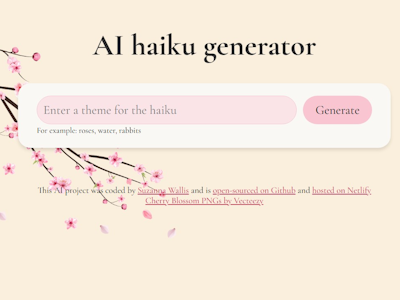 AI haiku generator
Enter a theme for the haiku
Generate
For example: roses, water, rabbits
This AI project was coded by Suzanna Wallis and is open-sourced on Github and hosted on Netlify
Cherry Blossom PNGs by Vecteezy